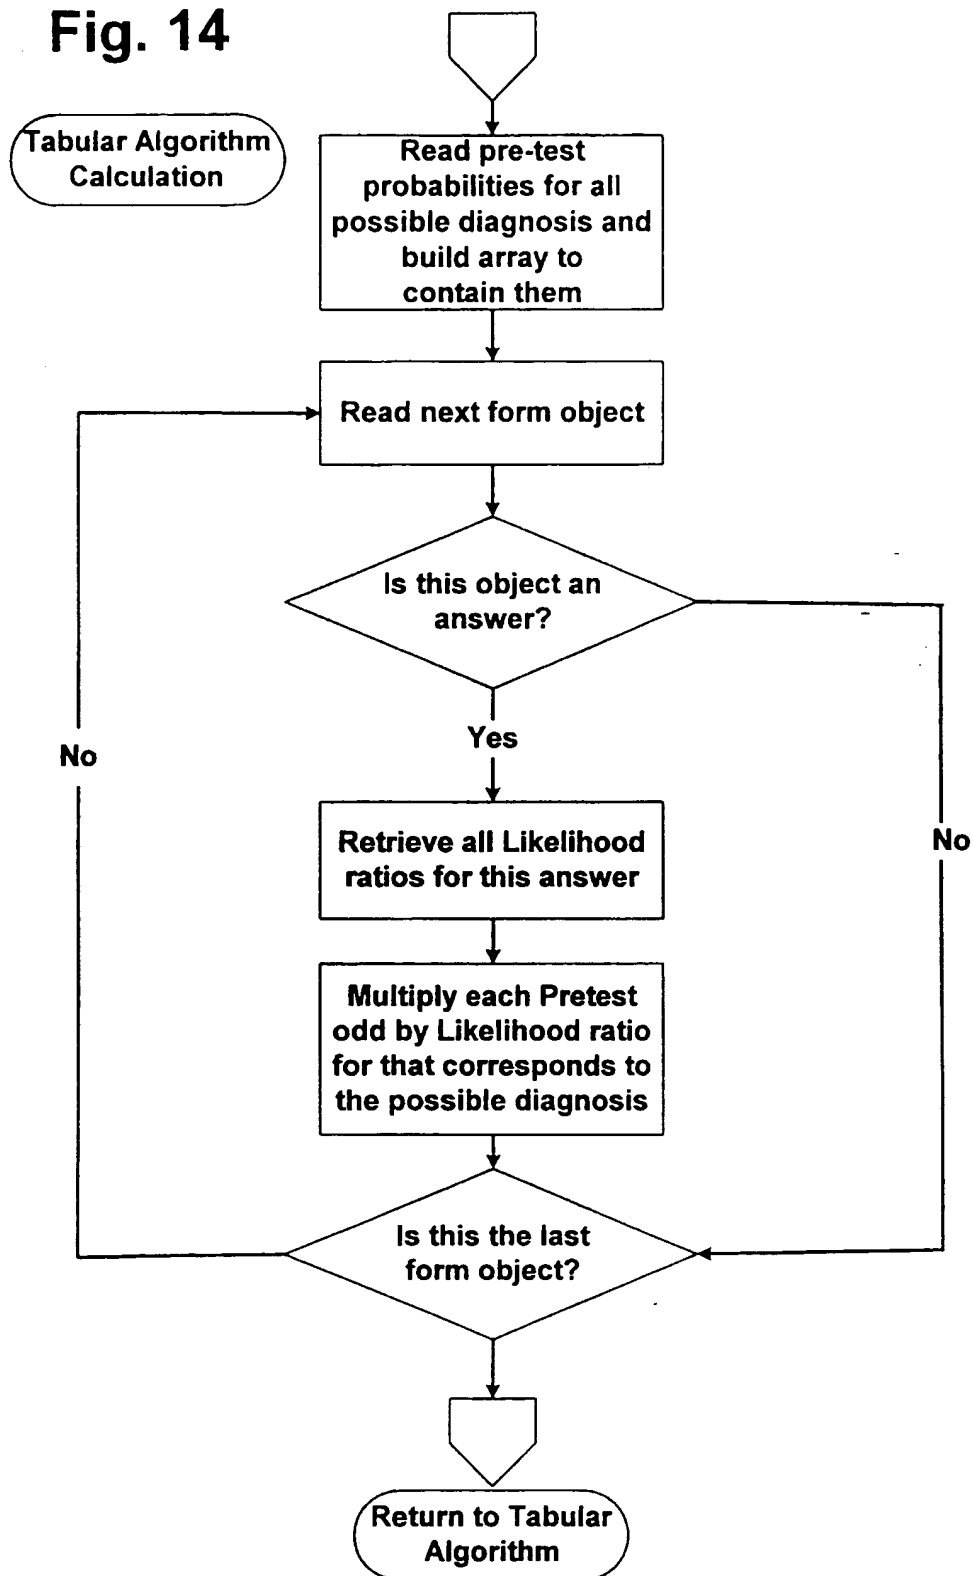 Fig. 14
Tabular Algorithm
Calculation
Read pre-test
probabilities for all
possible diagnosis and
build array to
contain them
Read next form object
Is this object an
answer?
Yes
No
No
Retrieve all Likelihood
ratios for this answer
Multiply each Pretest
odd by Likelihood ratio
for that corresponds to
the possible diagnosis
Is this the last
form object?
Return to Tabular
Algorithm